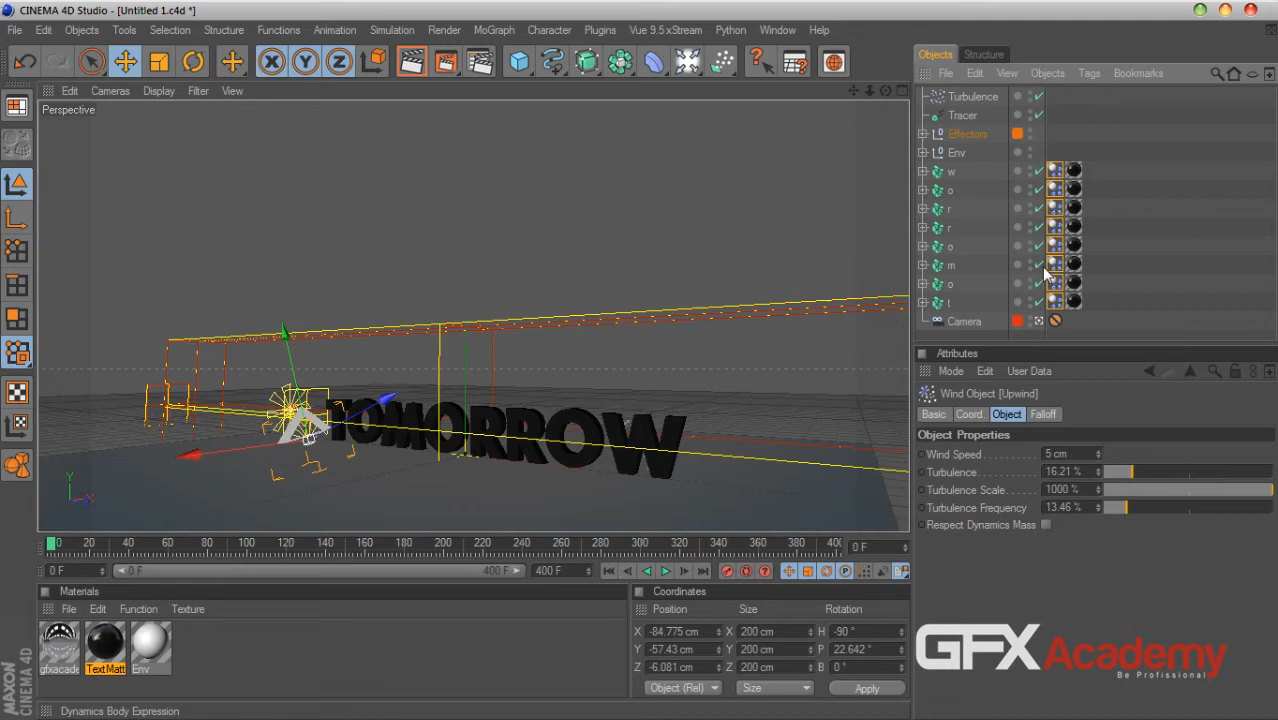 CINEMA 4D Studio - [Untitled 1.c4d *]
File Edit Objects Tools Selection Structure Functions Animation Simulation Render MoGraph Character Plugins Vue 9.5 xStream Python Window Help
Objects Structure
File Edit View Objects Tags Bookmarks
Edit Cameras Display Filter View
Perspective
Turbulence
Tracer
Effectors
Env
w
o
r
r
o
m
o
t
Camera
TOMORROW
Y
X
Attributes
Mode Edit User Data
Wind Object [Upwind]
Basic Coord. Object Falloff
Object Properties
Wind Speed 5 cm
Turbulence 16.21 %
Turbulence Scale 1000 %
Turbulence Frequency 13.46 %
Respect Dynamics Mass
0 20 40 60 80 100 120 140 160 180 200 220 240 260 280 300 320 340 360 380 40
0 F
0 F 0 F 400 F 400 F
Materials
File Edit Function Texture
gfxacade TextMatt Env
Coordinates
Position Size Rotation
X -84.775 cm X 200 cm H -90 °
Y -57.43 cm Y 200 cm P 22.642 °
Z -6.081 cm Z 200 cm B 0 °
Object (Rel) Size Apply
GFX Academy
Be Professional
MAXON
CINEMA 4D
Dynamics Body Expression